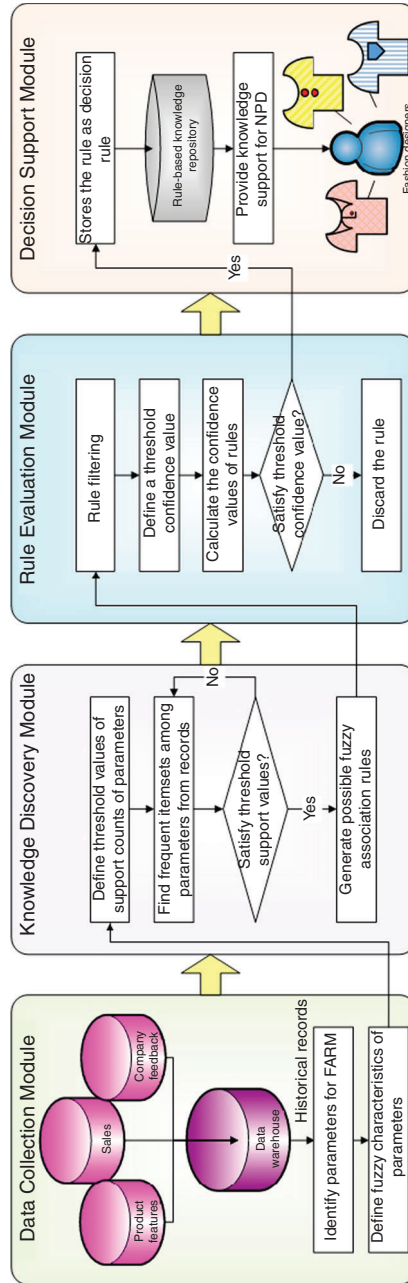 Data Collection Module
Sales
Product
features
Company
feedback
Data
warehouse
Historical records
Identify parameters for FARM
Define fuzzy characteristics of
parameters
Knowledge Discovery Module
Define threshold values of
support counts of parameters
Find frequent itemsets among
parameters from records
No
Satisfy threshold
support values?
Yes
Generate possible fuzzy
association rules
Rule Evaluation Module
Rule filtering
Define a threshold
confidence value
Calculate the confidence
values of rules
Satisfy threshold
confidence value?
No
Discard the rule
Yes
Decision Support Module
Stores the rule as decision
rule
Rule-based knowledge
repository
Provide knowledge
support for NPD
Fashion designers